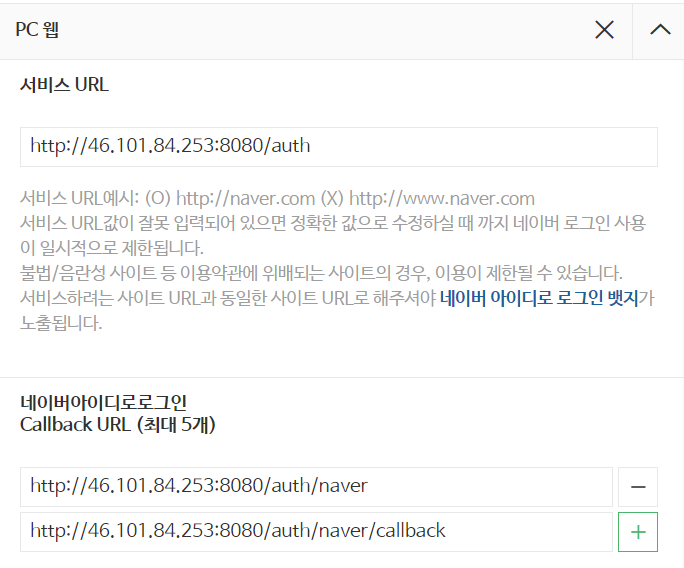 PC 웹
서비스 URL
http://46.101.84.253:8080/auth
서비스 URL예시: (O) http://naver.com (X) http://www.naver.com
서비스 URL값이 잘못 입력되어 있으면 정확한 값으로 수정하실 때 까지 네이버 로그인 사용
이 일시적으로 제한됩니다.
불법/음란성 사이트 등 이용약관에 위배되는 사이트의 경우, 이용이 제한될 수 있습니다.
서비스하려는 사이트 URL과 동일한 사이트 URL로 해주셔야 네이버 아이디로 로그인 뱃지가
노출됩니다.
네이버아이디로로그인
Callback URL (최대 5개)
http://46.101.84.253:8080/auth/naver
http://46.101.84.253:8080/auth/naver/callback